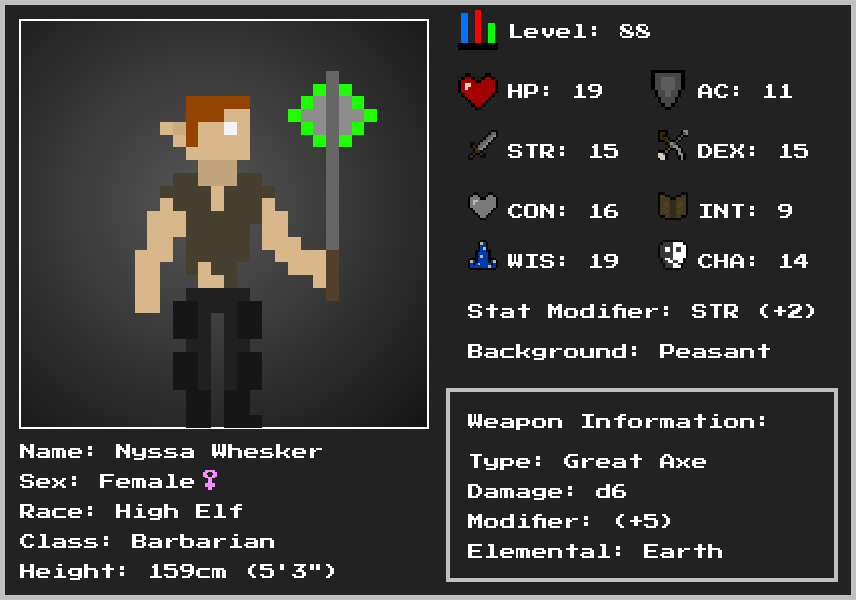 Level: 88
HP: 19 AC: 11
STR: 15 DEX: 15
CON: 16 INT: 9
WIS: 19 CHA: 14
Stat Modifier: STR (+2)
Background: Peasant
Weapon Information:
Type: Great Axe
Damage: d6
Modifier: (+5)
Elemental: Earth
Name: Nyssa Whesker
Sex: Female♀
Race: High Elf
Class: Barbarian
Height: 159cm (5'3")